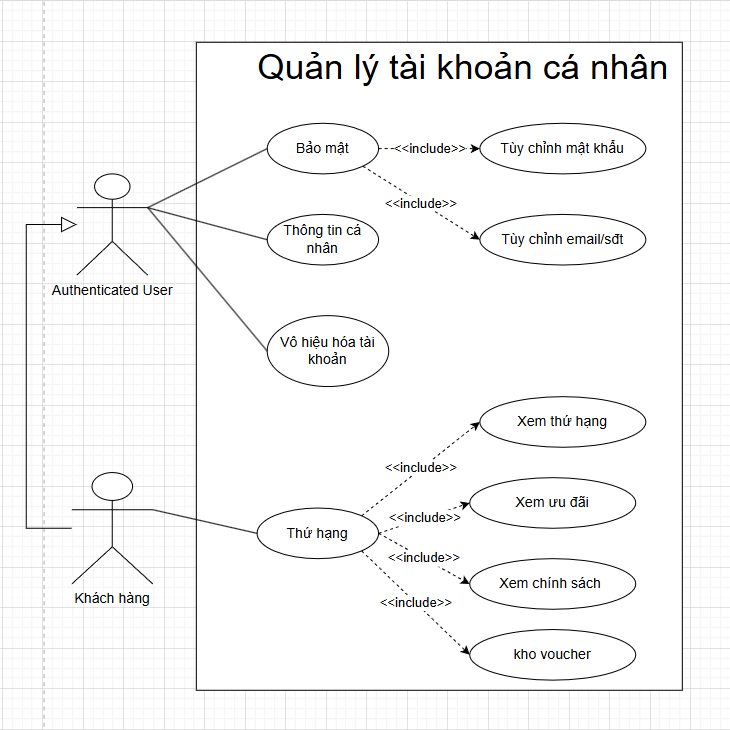 Quản lý tài khoản cá nhân
Bảo mật
<<include>>
Tùy chỉnh mật khẩu
<<include>>
Thông tin cá
nhân
Tùy chỉnh email/sđt
Authenticated User
Vô hiệu hóa tài
khoản
Xem thứ hạng
<<include>>
Xem ưu đãi
<<include>>
Thứ hạng
<<include>>
Xem chính sách
Khách hàng
<<include>>
kho voucher